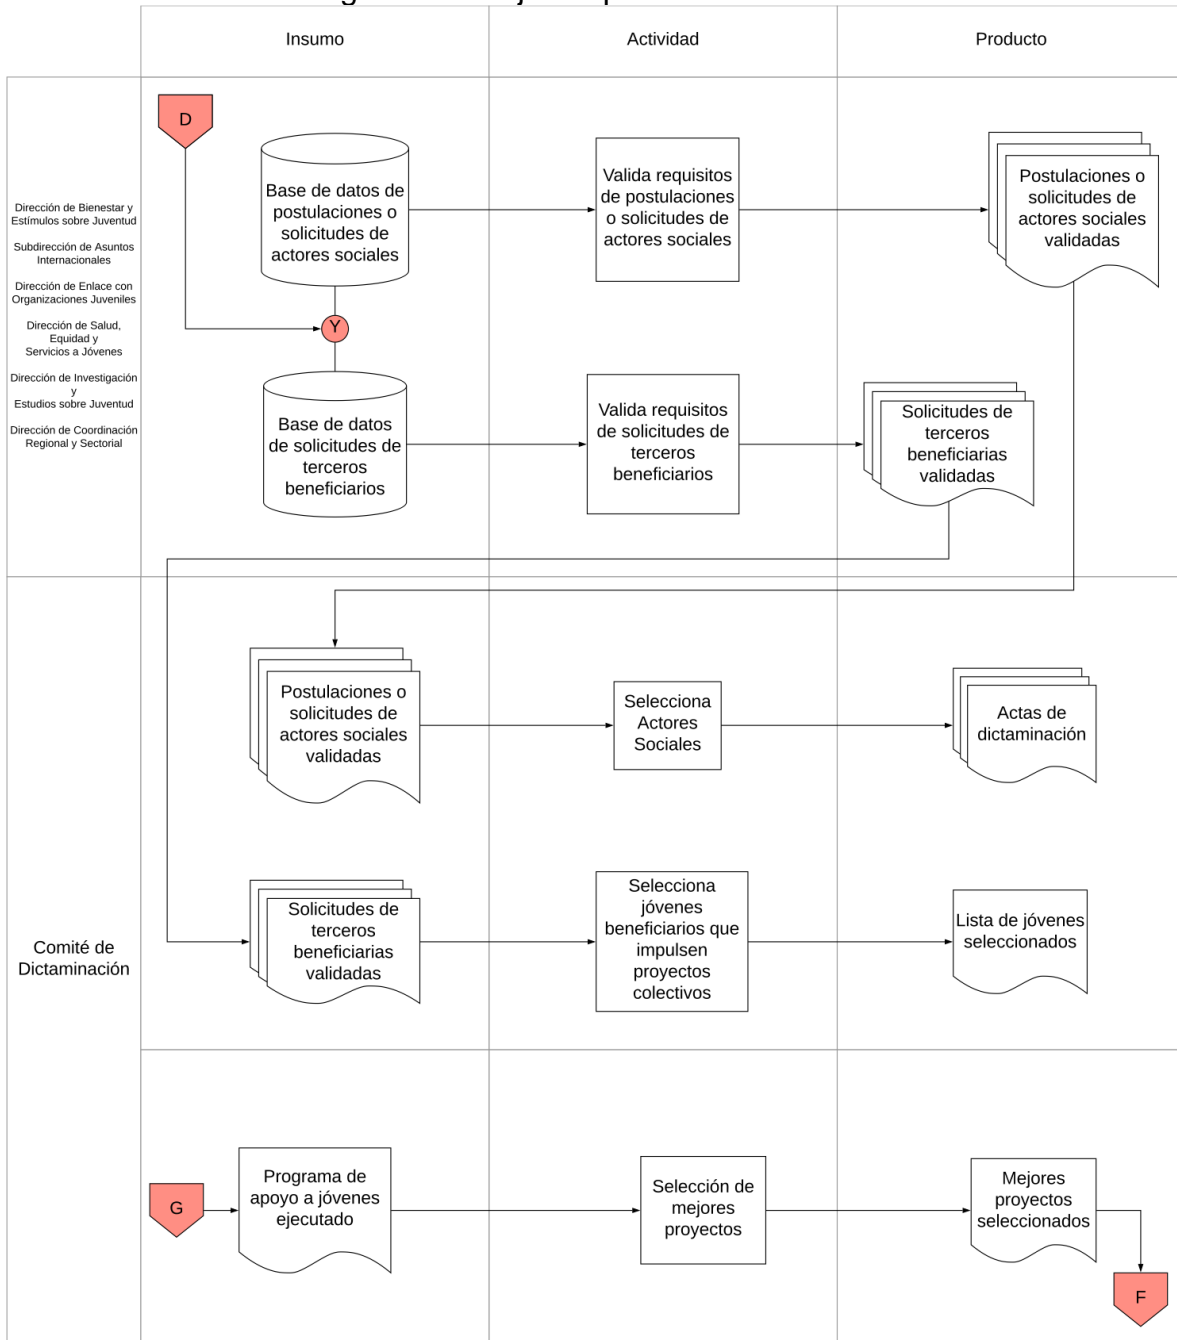 Insumo
Actividad
Producto
D
Base de datos de
postulaciones o
solicitudes de
actores sociales
Valida requisitos
de postulaciones
o solicitudes de
actores sociales
Postulaciones o
solicitudes de
actores sociales
validadas
Dirección de Bienestar y
Estímulos sobre Juventud
Subdirección de Asuntos
Internacionales
Dirección de Enlace con
Organizaciones Juveniles
Dirección de Salud,
Equidad y
Servicios a Jóvenes
Dirección de Investigación
y
Estudios sobre Juventud
Dirección de Coordinación
Regional y Sectorial
Y
Base de datos
de solicitudes de
terceros
beneficiarios
Valida requisitos
de solicitudes de
terceros
beneficiarios
Solicitudes de
terceros
beneficiarias
validadas
Postulaciones o
solicitudes de
actores sociales
validadas
Selecciona
Actores
Sociales
Actas de
dictaminación
Comité de
Dictaminación
Solicitudes de
terceros
beneficiarias
validadas
Selecciona
jóvenes
beneficiarios que
impulsen
proyectos
colectivos
Lista de jóvenes
seleccionados
G
Programa de
apoyo a jóvenes
ejecutado
Selección de
mejores
proyectos
Mejores
proyectos
seleccionados
F